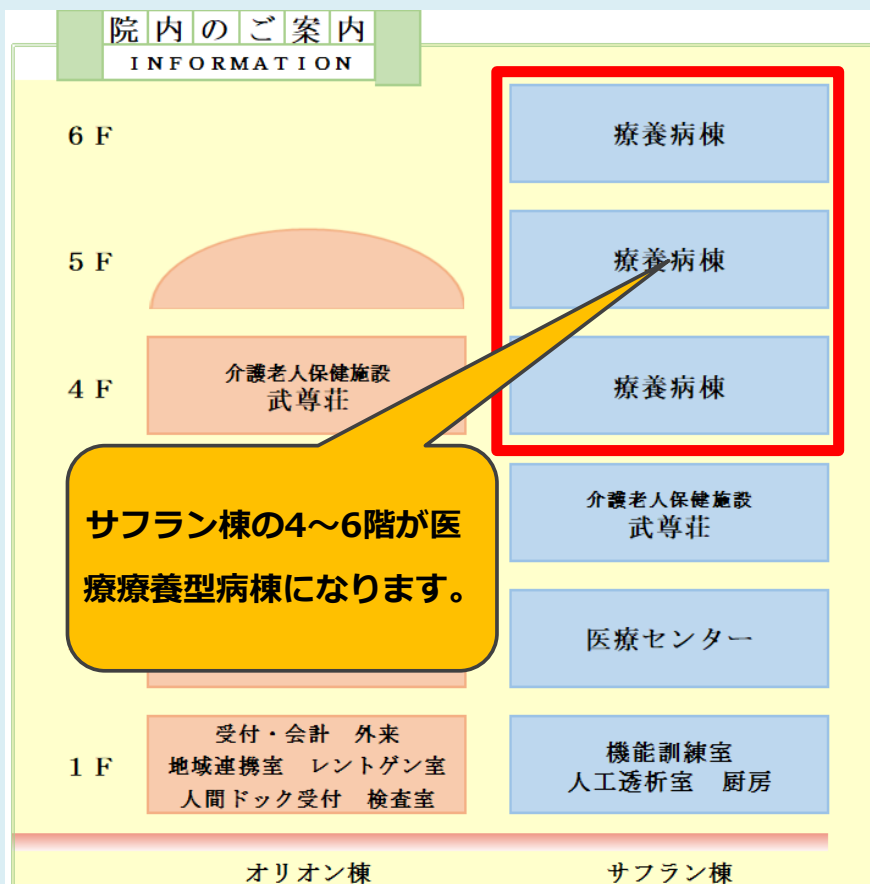 院内のご案内
INFORMATION
6 F
療養病棟
5 F
療養病棟
4 F
介護老人保健施設
武尊荘
療養病棟
サフラン棟の4～6階が医
療療養型病棟になります。
介護老人保健施設
武尊荘
医療センター
1 F
受付・会計　外来
地域連携室　レントゲン室
人間ドック受付　検査室
機能訓練室
人工透析室　厨房
オリオン棟
サフラン棟